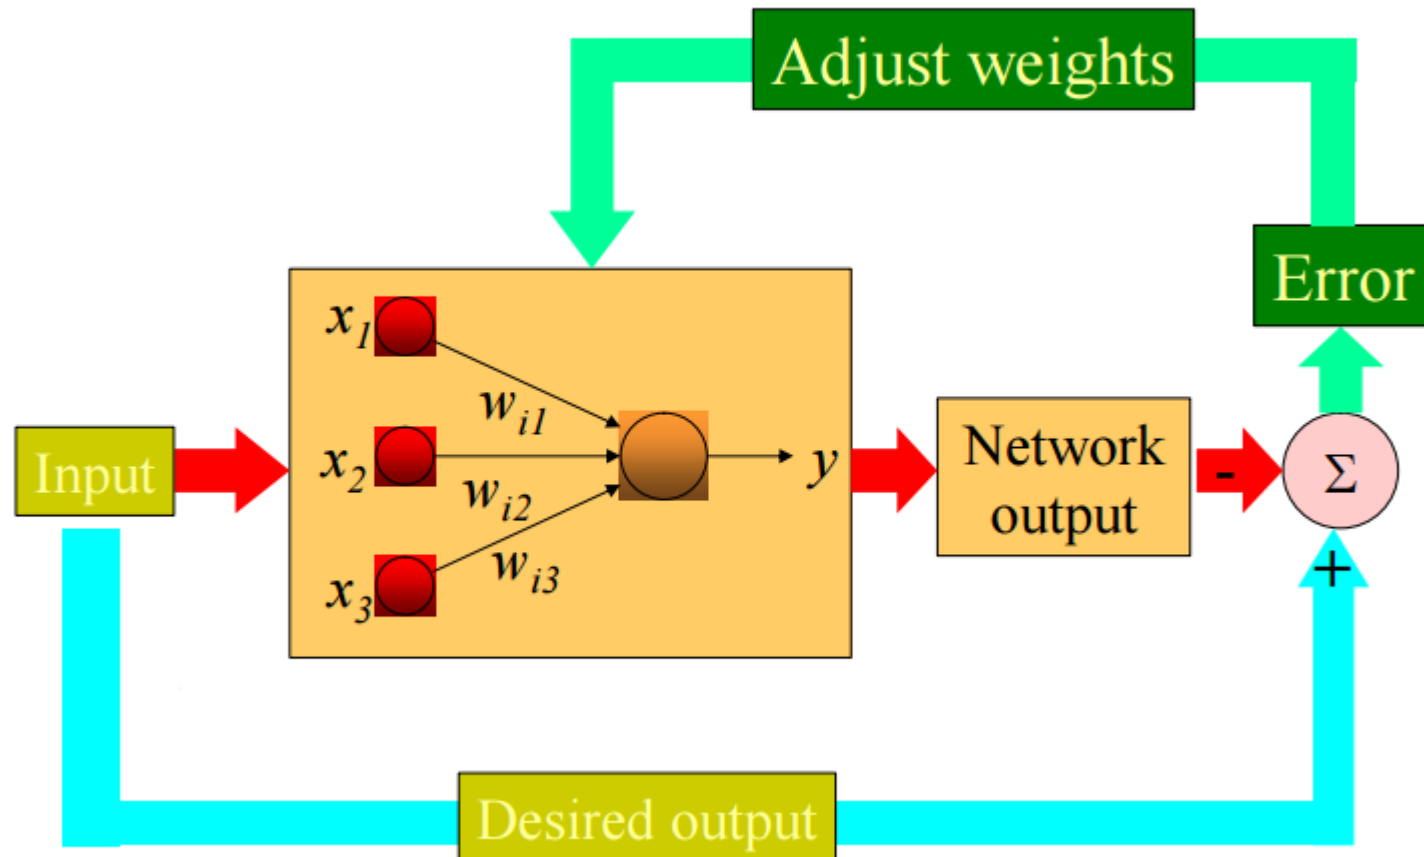 Adjust weights
Error
x1
wi1
Input
x2
wi2
y
Network
output
-
Σ
x3
wi3
+
Desired output